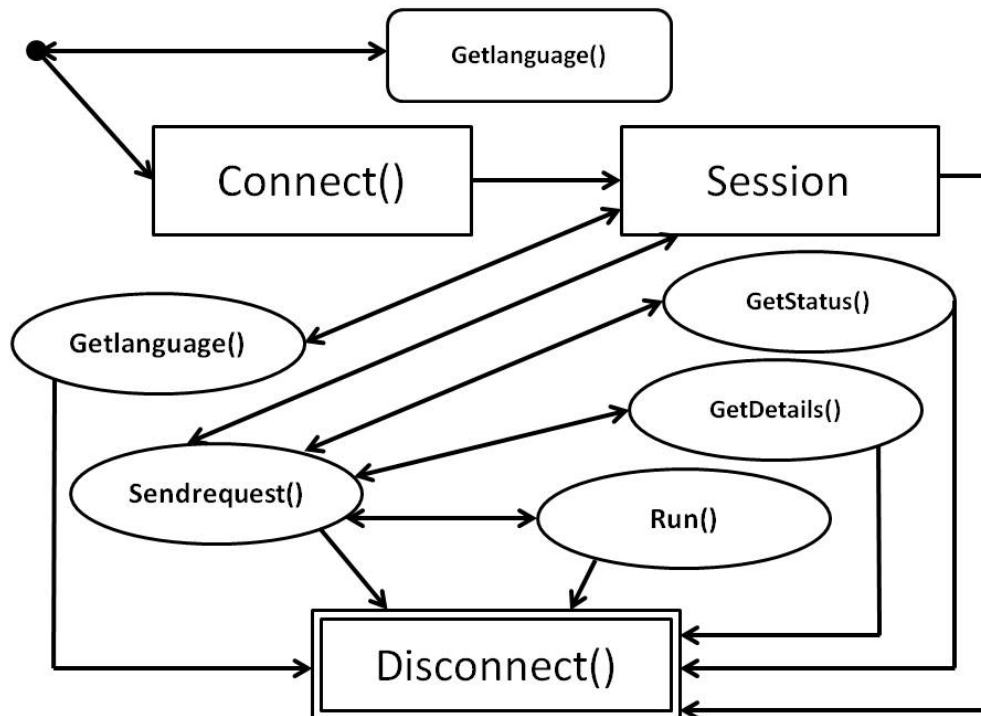 Getlanguage()
Connect()
Session
GetStatus()
Getlanguage()
GetDetails()
Sendrequest()
Run()
Disconnect()